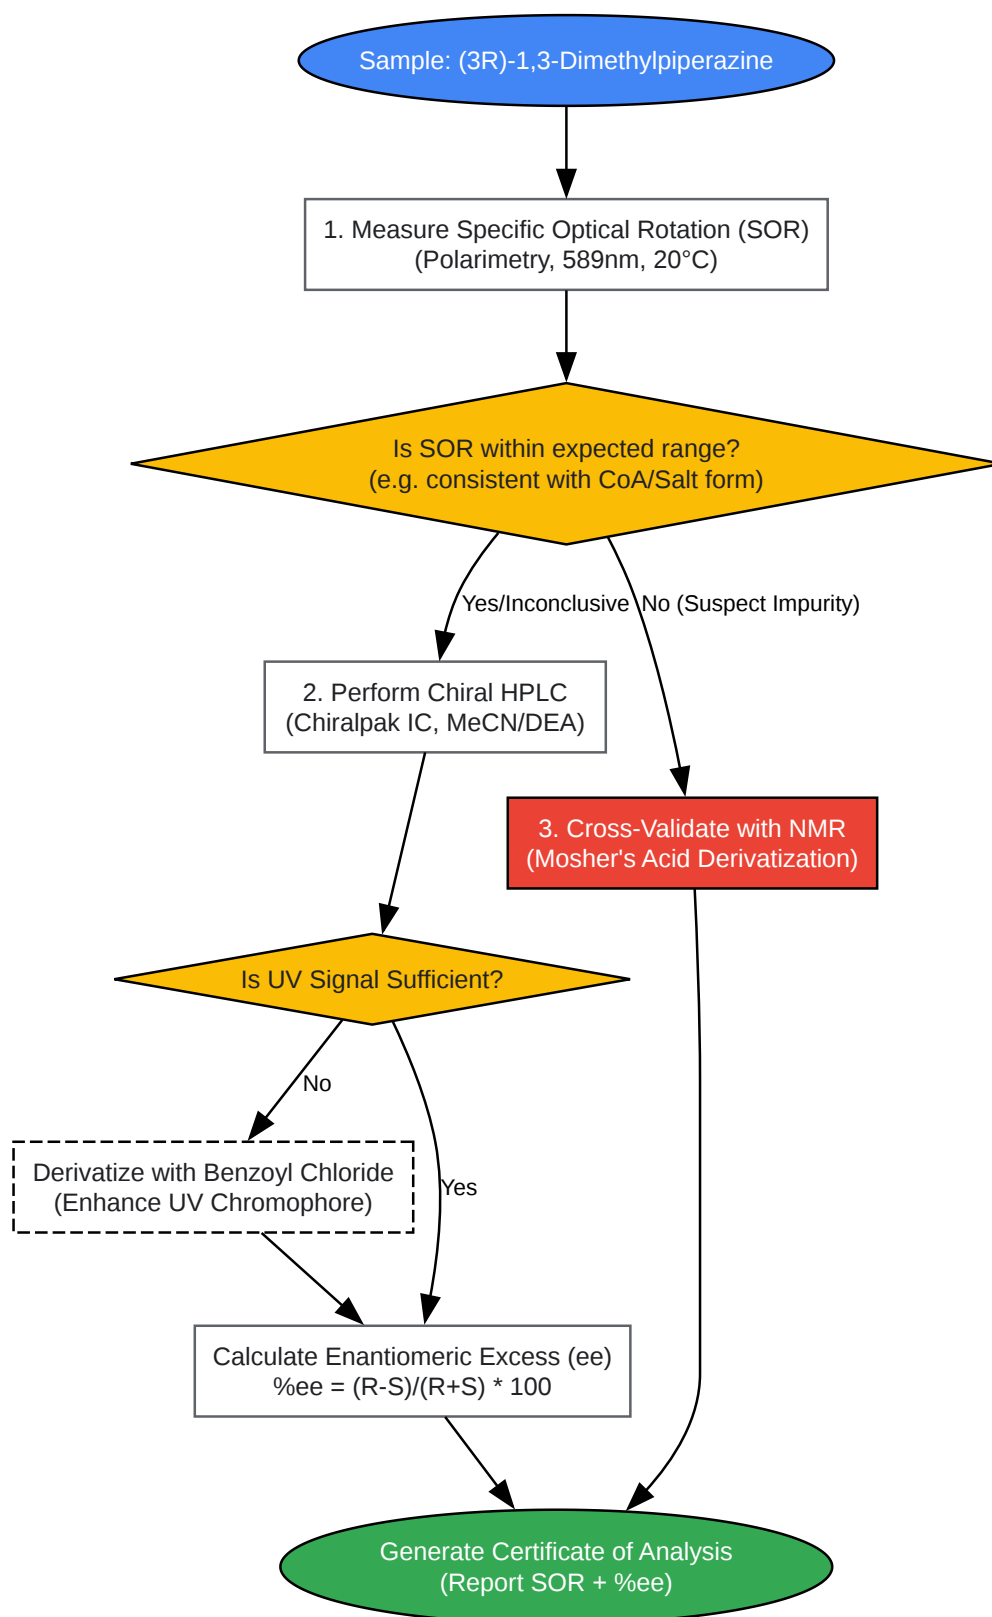 Sample: (3R)-1,3-Dimethylpiperazine
1. Measure Specific Optical Rotation (SOR)
(Polarimetry, 589nm, 20°C)
Is SOR within expected range?
(e.g. consistent with CoA/Salt form)
Yes/Inconclusive
No (Suspect Impurity)
2. Perform Chiral HPLC
(Chiralpak IC, MeCN/DEA)
3. Cross-Validate with NMR
(Mosher's Acid Derivatization)
Is UV Signal Sufficient?
No
Yes
Derivatize with Benzoyl Chloride
(Enhance UV Chromophore)
Calculate Enantiomeric Excess (ee)
%ee = (R-S)/(R+S) * 100
Generate Certificate of Analysis
(Report SOR + %ee)